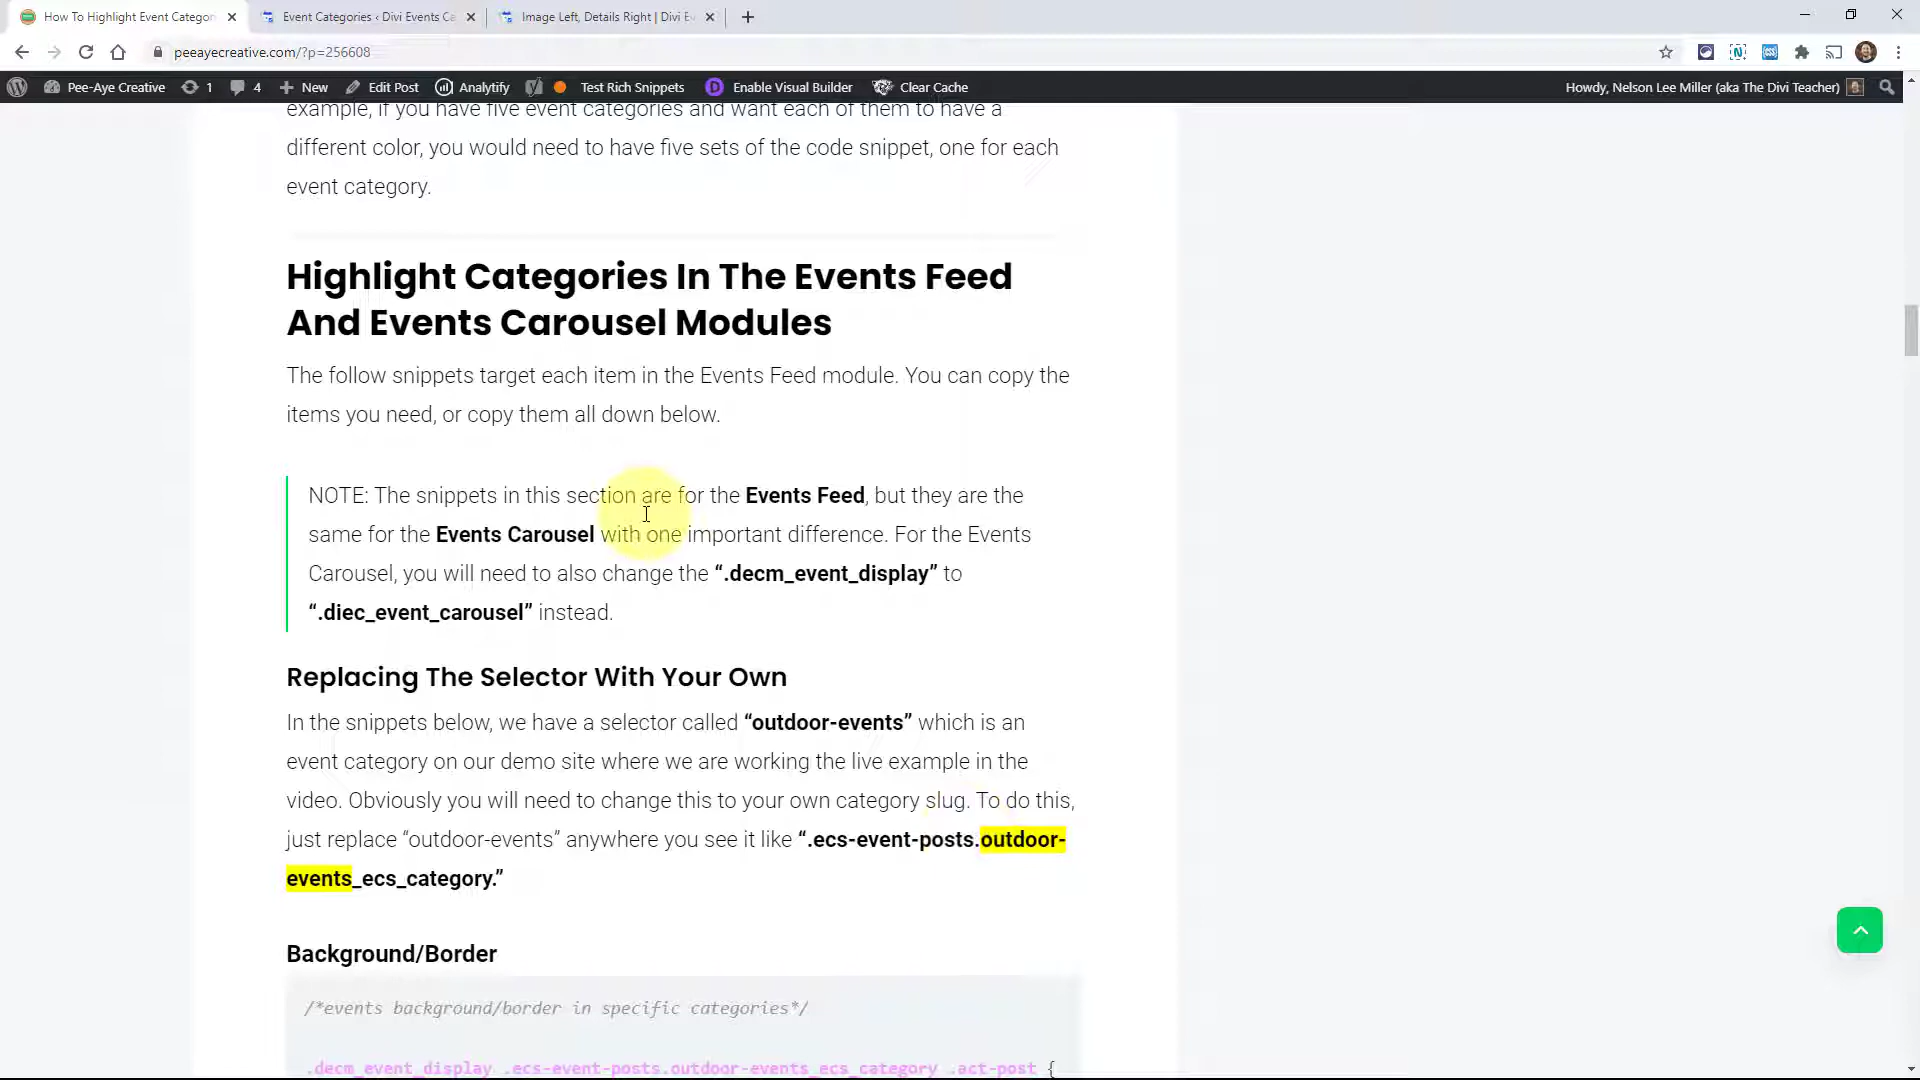 How To Highlight Event Categor
Event Categories ‹ Divi Events Ca
Image Left, Details Right | Divi Ev
peeayecreative.com/?p=256608
Pee-Aye Creative 1 4 New Edit Post Analytify Test Rich Snippets Enable Visual Builder Clear Cache Howdy, Nelson Lee Miller (aka The Divi Teacher)
example, if you have five event categories and want each of them to have a
different color, you would need to have five sets of the code snippet, one for each
event category.
Highlight Categories In The Events Feed
And Events Carousel Modules
The follow snippets target each item in the Events Feed module. You can copy the
items you need, or copy them all down below.
NOTE: The snippets in this section are for the Events Feed, but they are the
same for the Events Carousel with one important difference. For the Events
Carousel, you will need to also change the “.decm_event_display” to
“.diec_event_carousel” instead.
Replacing The Selector With Your Own
In the snippets below, we have a selector called “outdoor-events” which is an
event category on our demo site where we are working the live example in the
video. Obviously you will need to change this to your own category slug. To do this,
just replace “outdoor-events” anywhere you see it like “.ecs-event-posts.outdoor-
events_ecs_category.”
Background/Border
/*events background/border in specific categories*/
.decm_event_display .ecs-event-posts.outdoor-events_ecs_category .act-post {